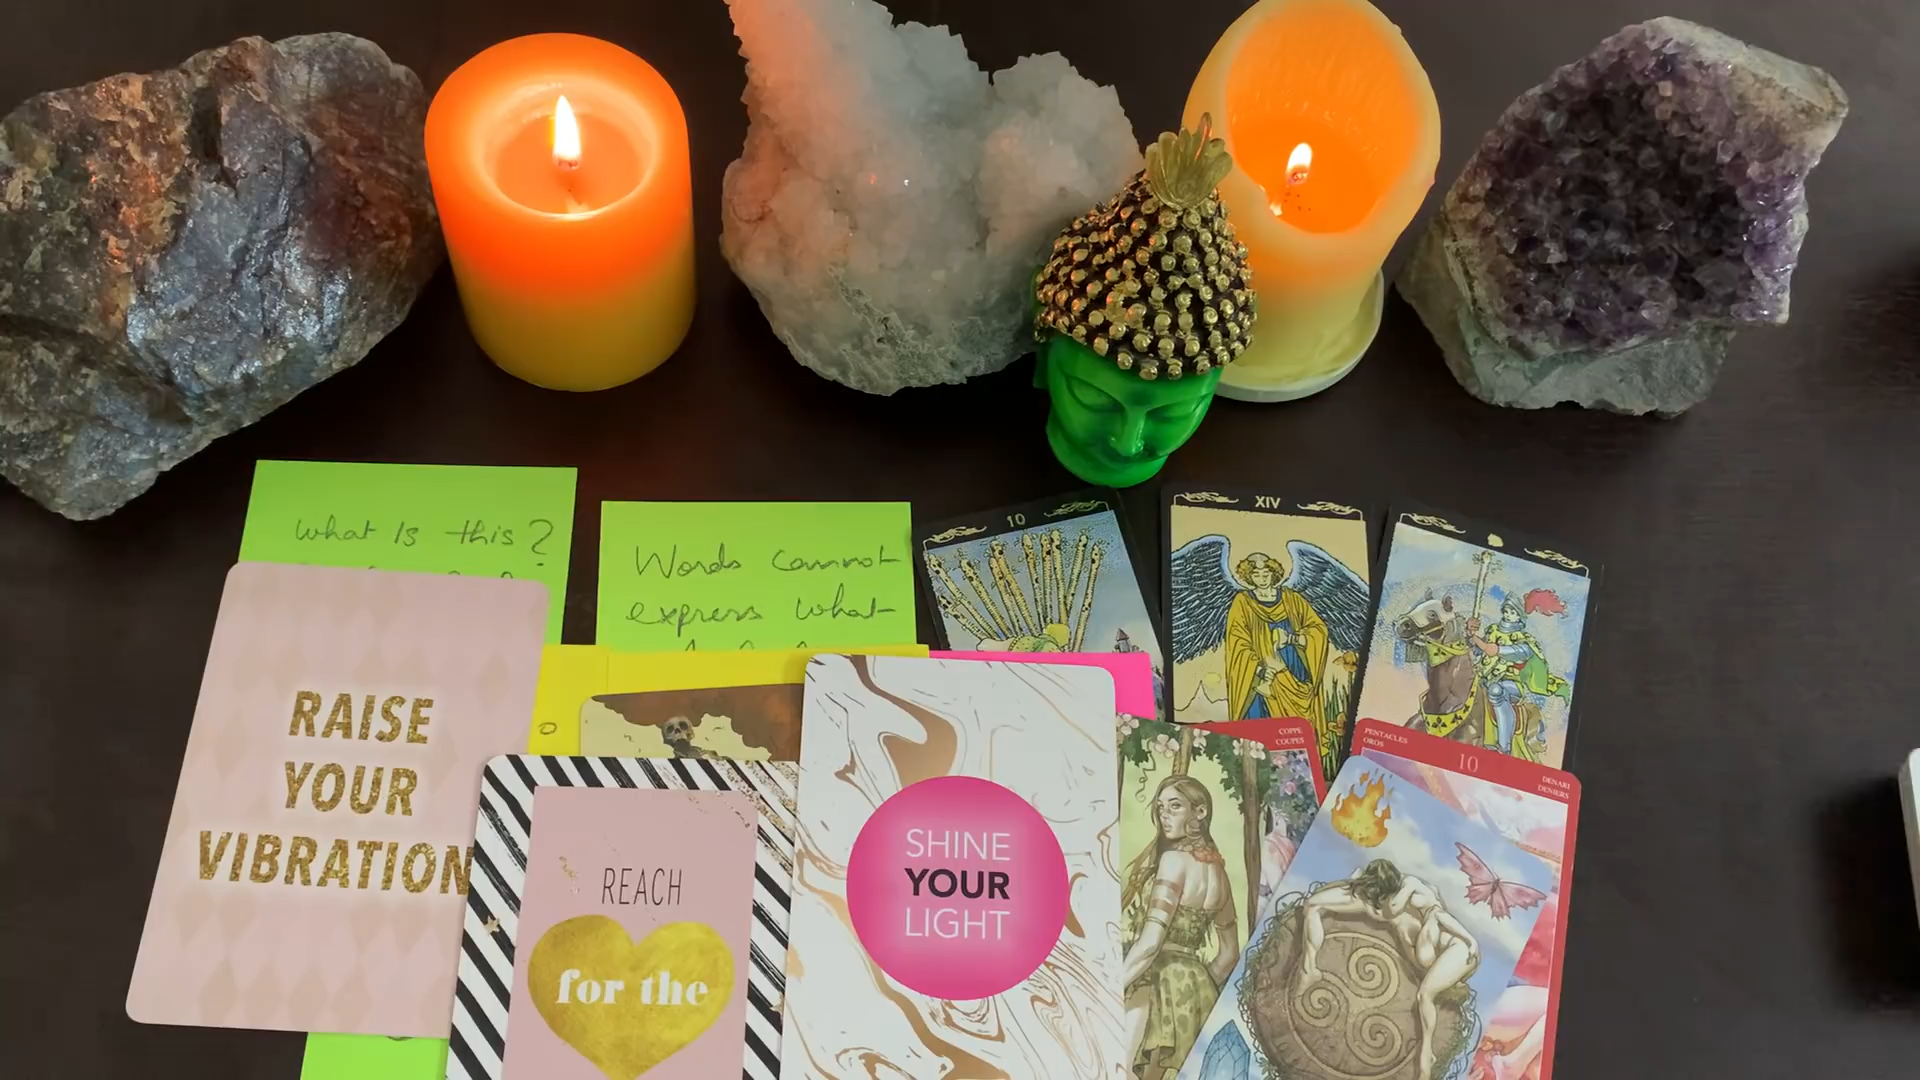 What Is this?
Words cannot
express what
10
XIV
RAISE
YOUR
VIBRATION
REACH
for the
SHINE
YOUR
LIGHT
COPPE
COUPES
PENTACLES
OROS
10
DENARI
DENIERS